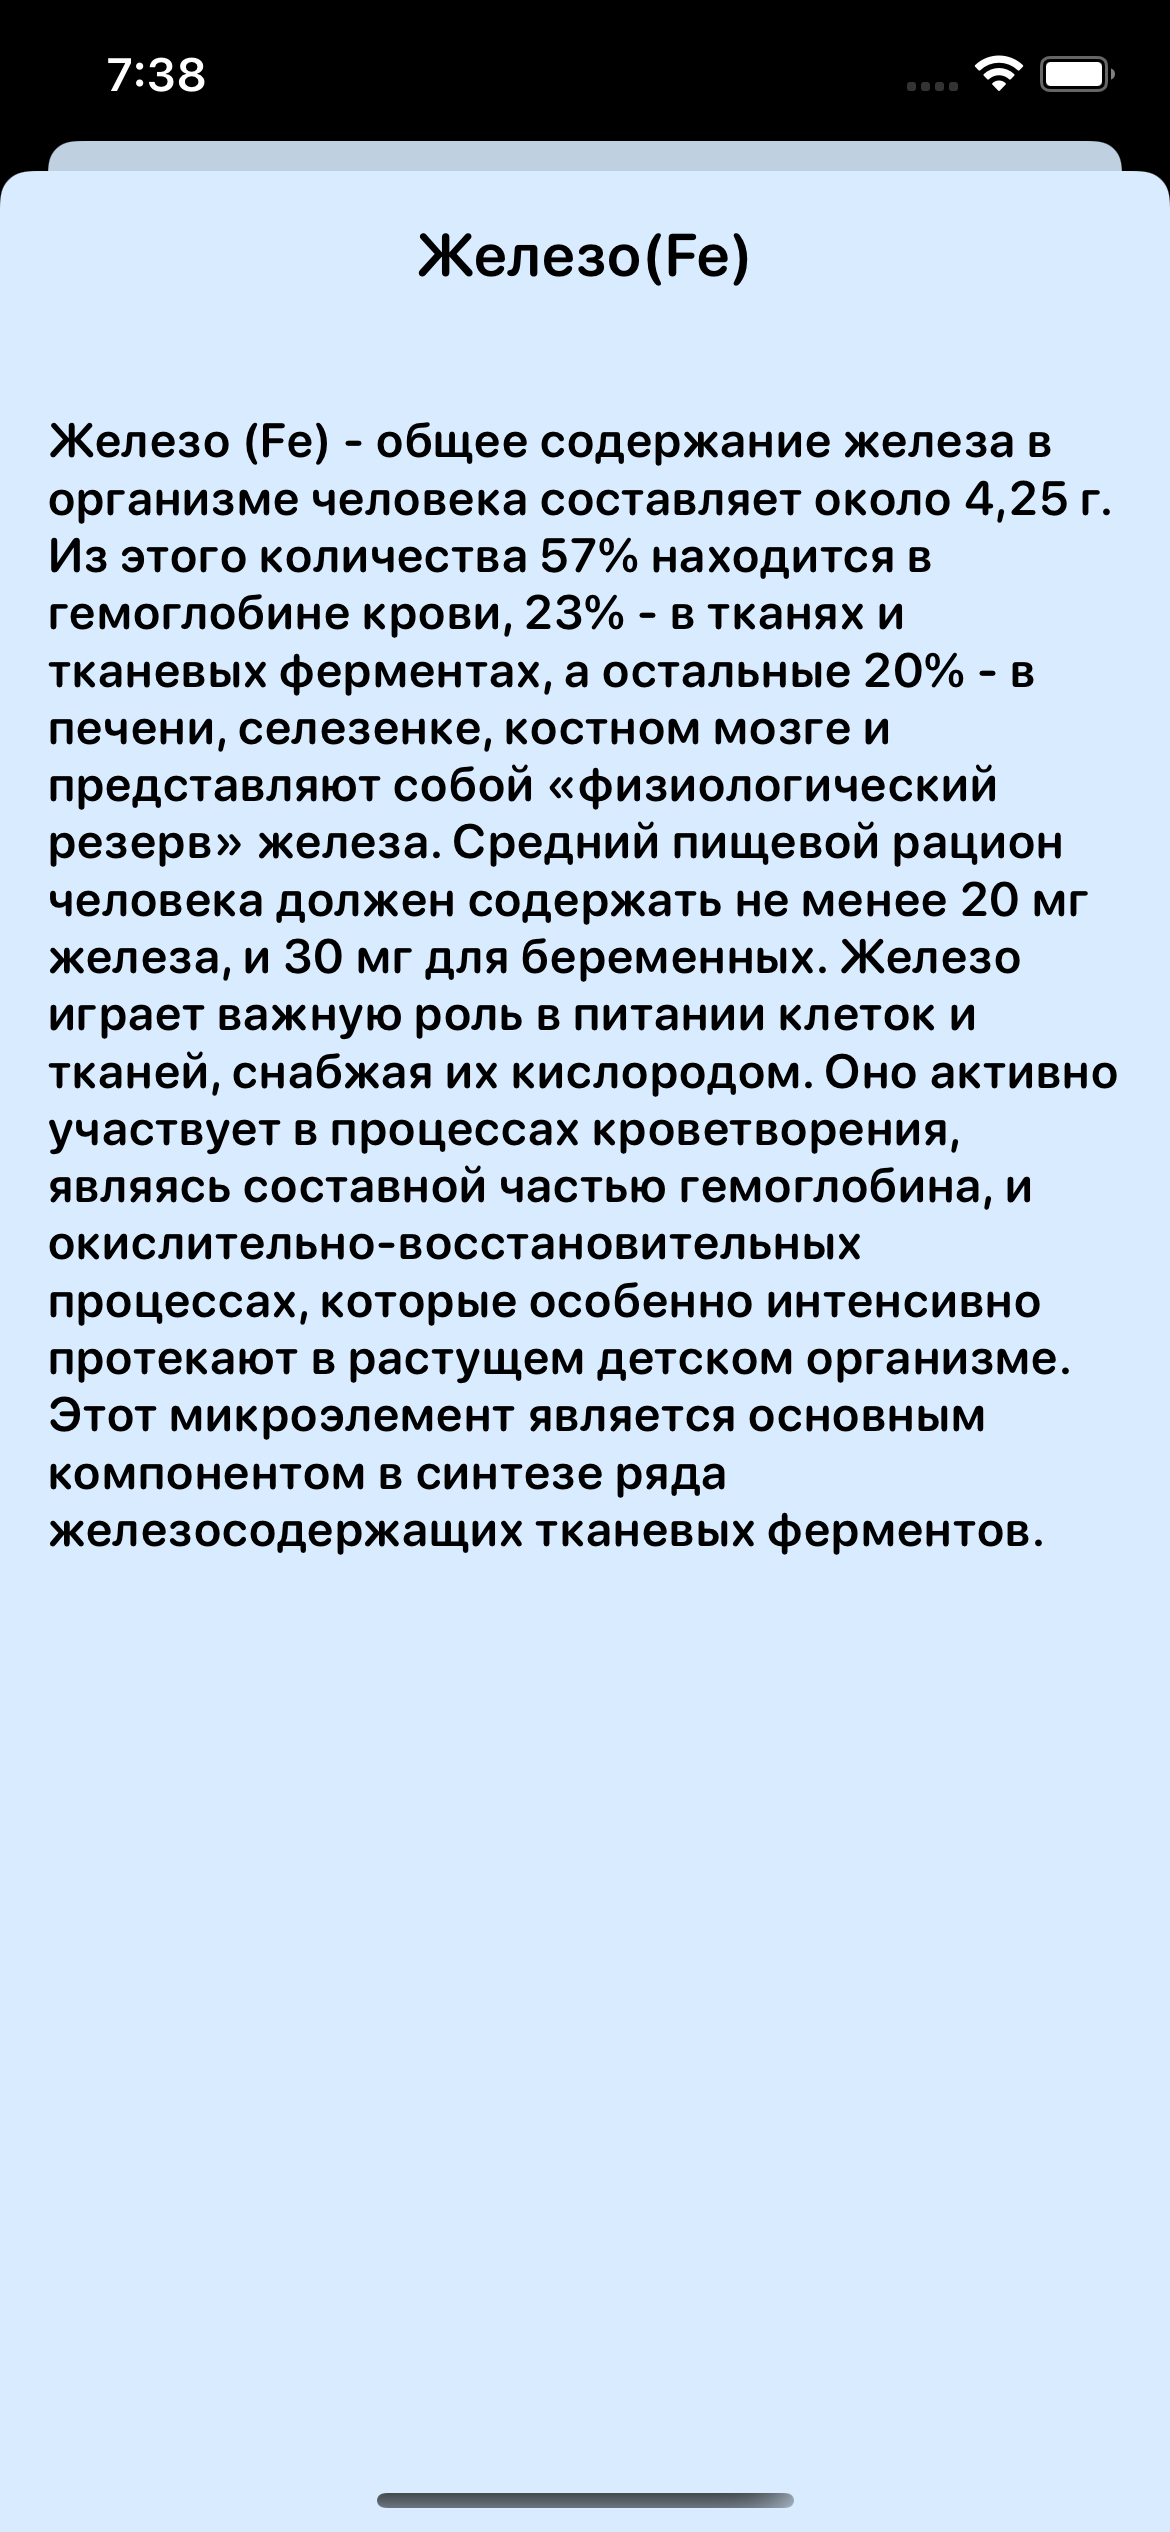 7:38
Железо(Fe)
Железо (Fe) - общее содержание железа в
организме человека составляет около 4,25 г.
Из этого количества 57% находится в
гемоглобине крови, 23% - в тканях и
тканевых ферментах, а остальные 20% - в
печени, селезенке, костном мозге и
представляют собой «физиологический
резерв» железа. Средний пищевой рацион
человека должен содержать не менее 20 мг
железа, и 30 мг для беременных. Железо
играет важную роль в питании клеток и
тканей, снабжая их кислородом. Оно активно
участвует в процессах кроветворения,
являясь составной частью гемоглобина, и
окислительно-восстановительных
процессах, которые особенно интенсивно
протекают в растущем детском организме.
Этот микроэлемент является основным
компонентом в синтезе ряда
железосодержащих тканевых ферментов.